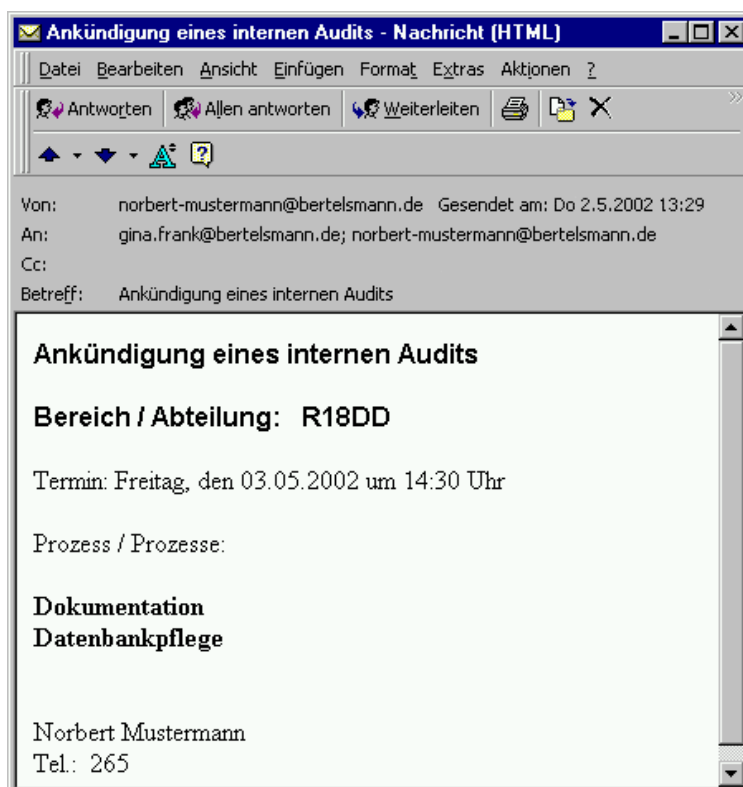 Ankündigung eines internen Audits - Nachricht (HTML)
Datei Bearbeiten Ansicht Einfügen Format Extras Aktionen ?
Antworten Allen antworten Weiterleiten
Von: norbert-mustermann@bertelsmann.de Gesendet am: Do 2.5.2002 13:29
An: gina.frank@bertelsmann.de; norbert-mustermann@bertelsmann.de
Cc:
Betreff: Ankündigung eines internen Audits
Ankündigung eines internen Audits
Bereich / Abteilung: R18DD
Termin: Freitag, den 03.05.2002 um 14:30 Uhr
Prozess / Prozesse:
Dokumentation
Datenbankpflege
Norbert Mustermann
Tel.: 265